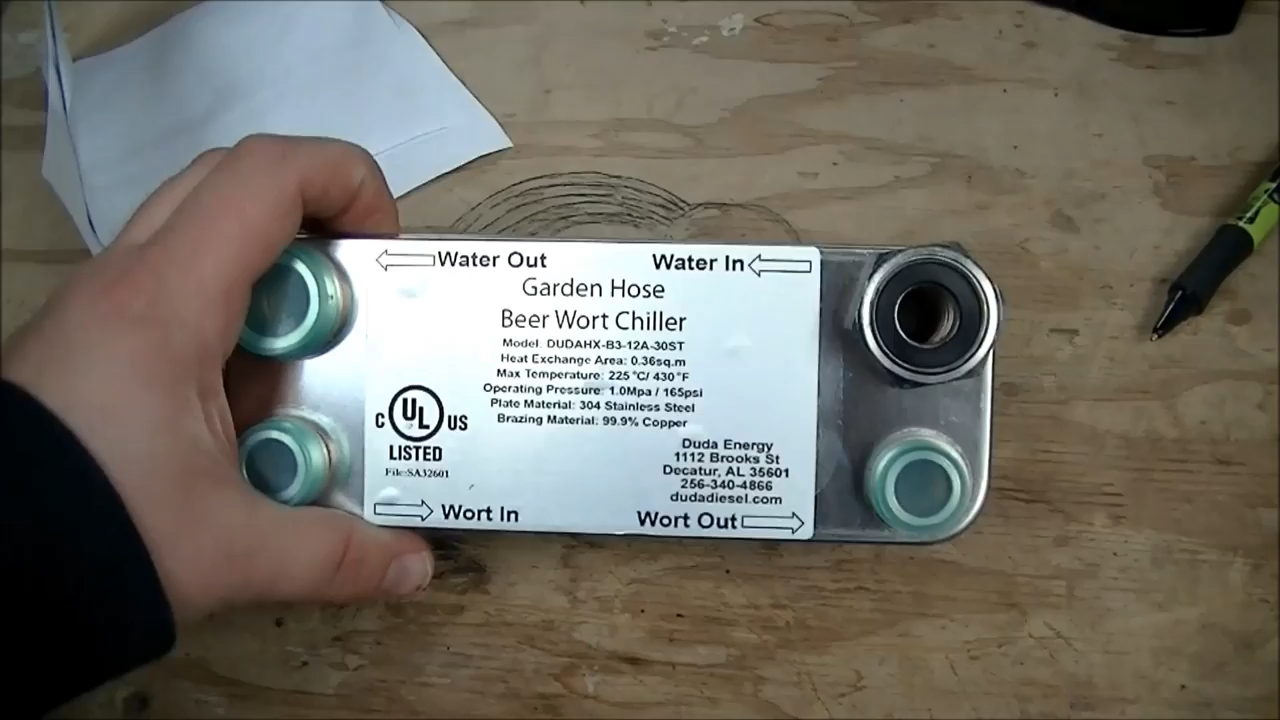 Water Out
Water In
Garden Hose
Beer Wort Chiller
Model: DUDAHX-B3-12A-30ST
Heat Exchange Area: 0.36sq.m
Max Temperature: 225°C/ 430°F
Operating Pressure: 1.0Mpa / 165psi
Plate Material: 304 Stainless Steel
Brazing Material: 99.9% Copper
C UL US
LISTED
File:SA32601
Duda Energy
1112 Brooks St
Decatur, AL 35601
256-340-4866
dudadiesel.com
Wort In
Wort Out